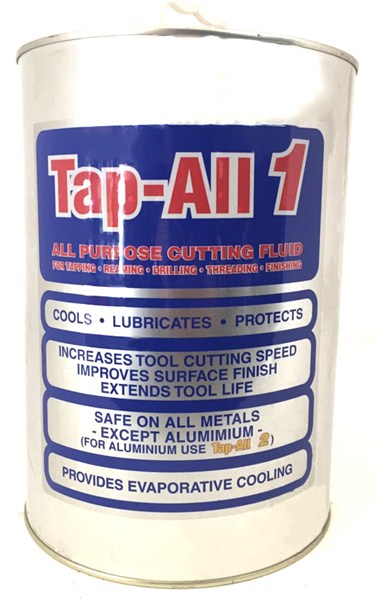 Tap-All 1
ALL PURPOSE CUTTING FLUID
FOR TAPPING • REAMING • DRILLING • THREADING • FINISHING
COOLS • LUBRICATES • PROTECTS
INCREASES TOOL CUTTING SPEED
IMPROVES SURFACE FINISH
EXTENDS TOOL LIFE
SAFE ON ALL METALS
- EXCEPT ALUMIMIUM -
(FOR ALUMINIUM USE Tap-All 2)
PROVIDES EVAPORATIVE COOLING